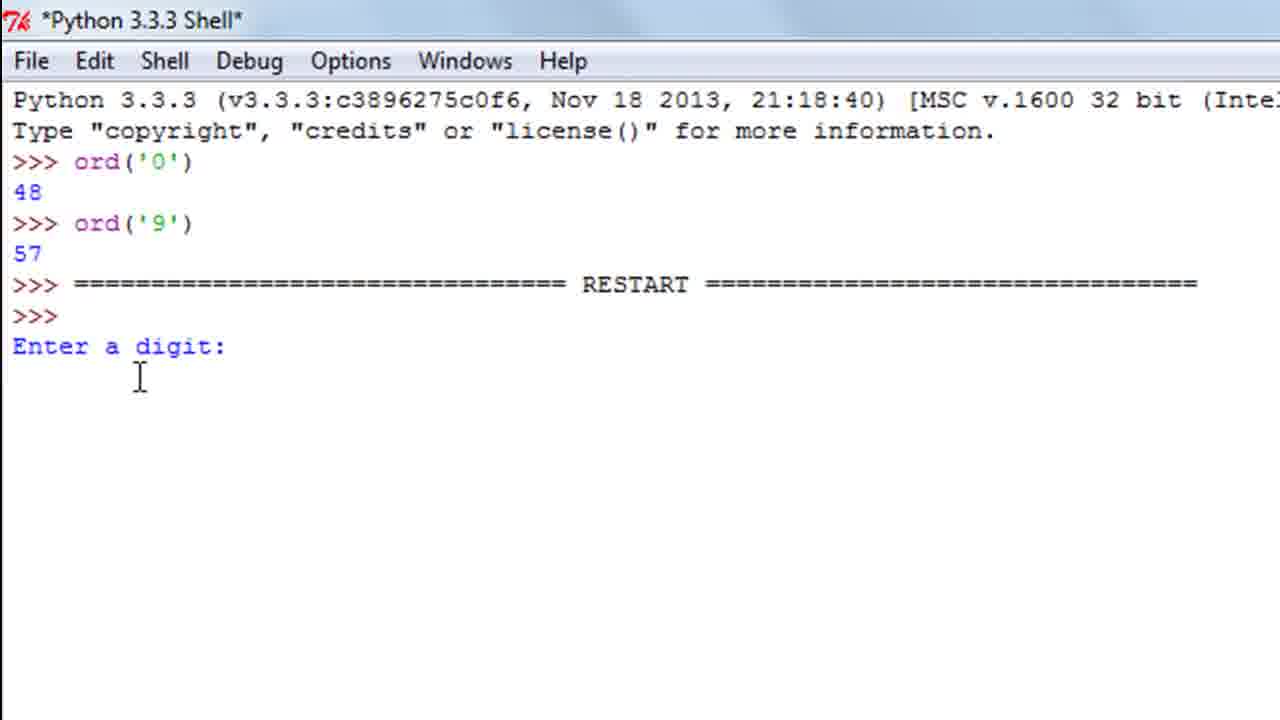 *Python 3.3.3 Shell*
File Edit Shell Debug Options Windows Help
Python 3.3.3 (v3.3.3:c3896275c0f6, Nov 18 2013, 21:18:40) [MSC v.1600 32 bit (Inte
Type "copyright", "credits" or "license()" for more information.
>>> ord('0')
48
>>> ord('9')
57
>>> ================================ RESTART ================================
>>>
Enter a digit: